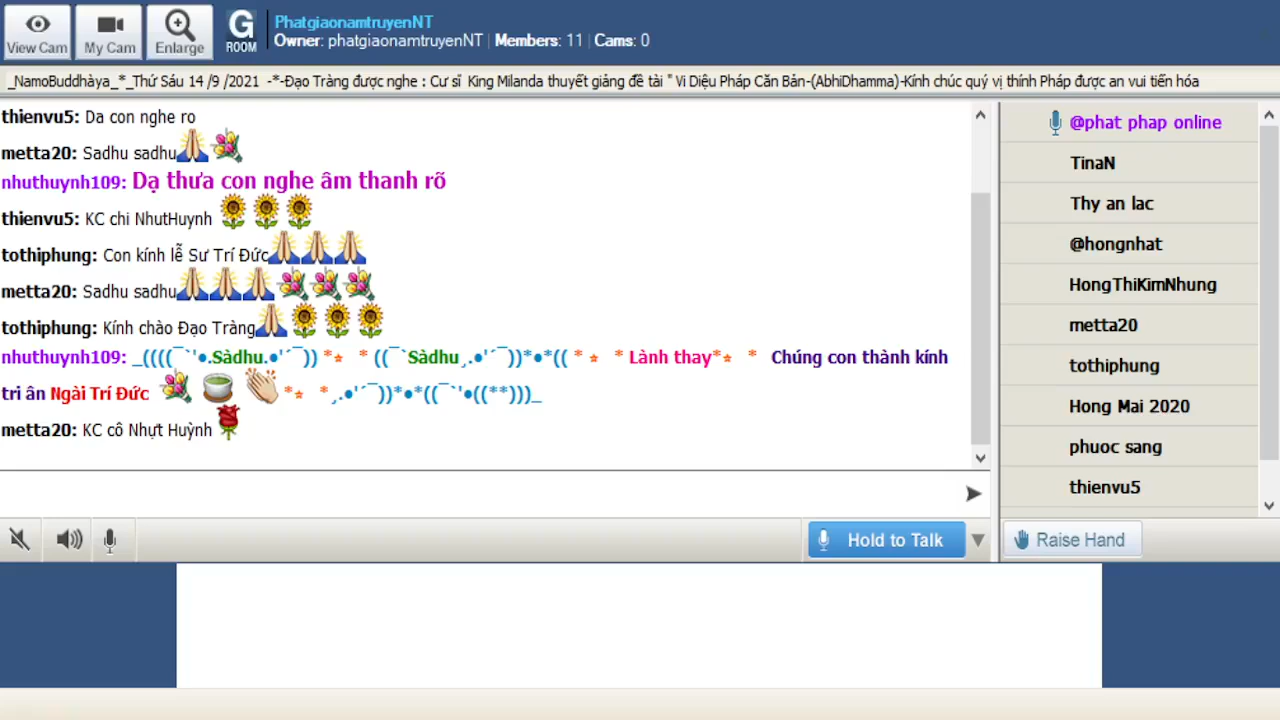 View Cam
My Cam
Enlarge
G ROOM
PhatgiaonamtruyenNT
Owner: phatgiaonamtruyenNT | Members: 11 | Cams: 0
_NamoBuddhàya_*_Thứ Sáu 14 /9 /2021 -*-Đạo Tràng được nghe : Cư sĩ King Milanda thuyết giảng đề tài " Vi Diệu Pháp Căn Bản-(AbhiDhamma)-Kính chúc quý vị thính Pháp được an vui tiến hóa
thienvu5: Da con nghe ro
metta20: Sadhu sadhu
nhuthuynh109: Dạ thưa con nghe âm thanh rõ
thienvu5: KC chi NhutHuynh
tothiphung: Con kính lễ Sư Trí Đức
metta20: Sadhu sadhu
tothiphung: Kính chào Đạo Tràng
nhuthuynh109: _((((¯`'•.Sàdhu.•'´¯)) *⭒ * ((¯`Sàdhu¸.•'´¯))*•*(( * ⭒ * Lành thay*⭒ * Chúng con thành kính
tri ân Ngài Trí Đức *⭒ *¸.•'´¯))*•*((¯`'•((**)))_
metta20: KC cô Nhựt Huỳnh
@phat phap online
TinaN
Thy an lac
@hongnhat
HongThiKimNhung
metta20
tothiphung
Hong Mai 2020
phuoc sang
thienvu5
Hold to Talk
Raise Hand